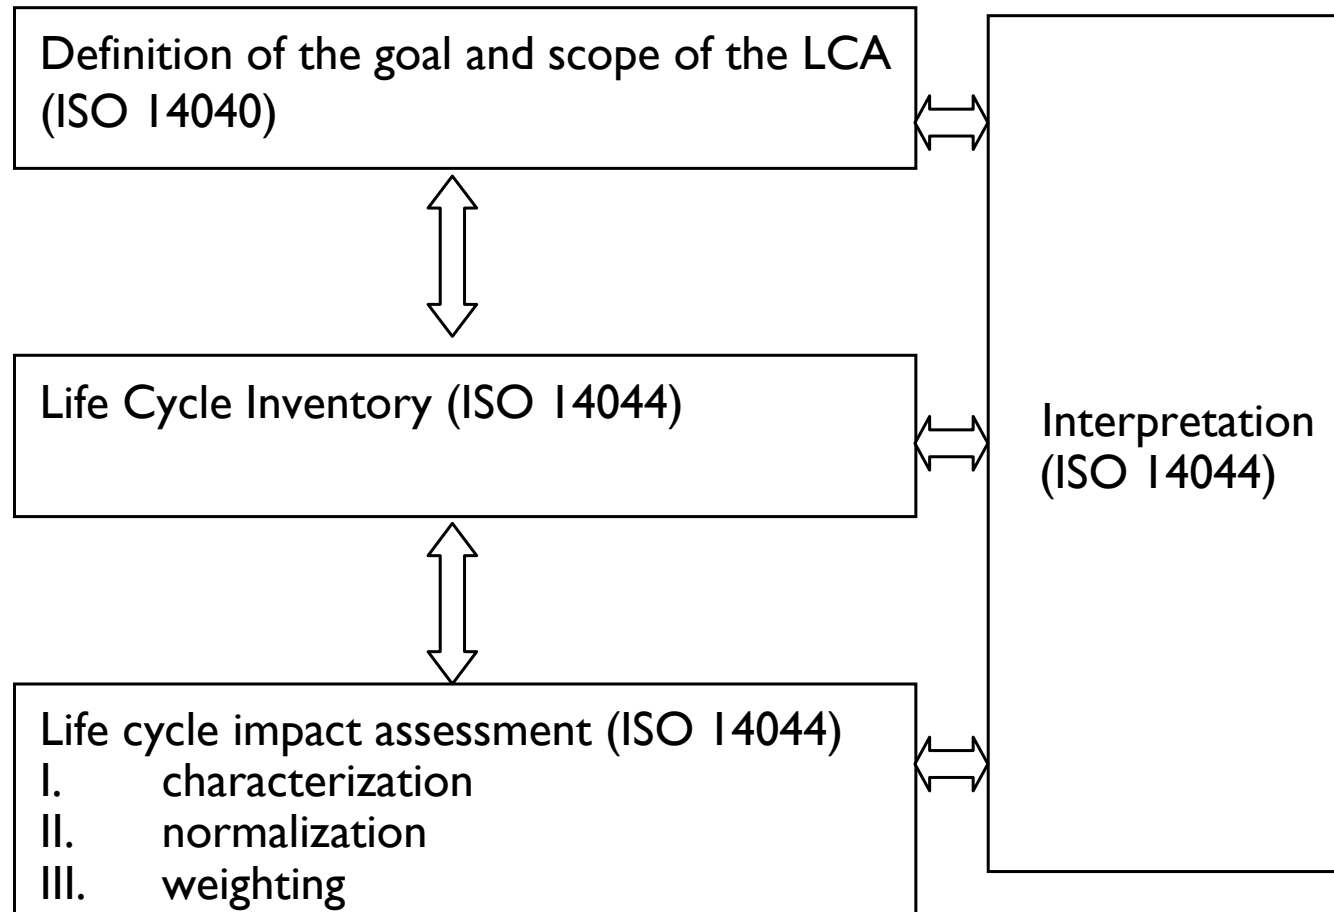 Definition of the goal and scope of the LCA
(ISO 14040)
Life Cycle Inventory (ISO 14044)
Interpretation
(ISO 14044)
Life cycle impact assessment (ISO 14044)
I. characterization
II. normalization
III. weighting